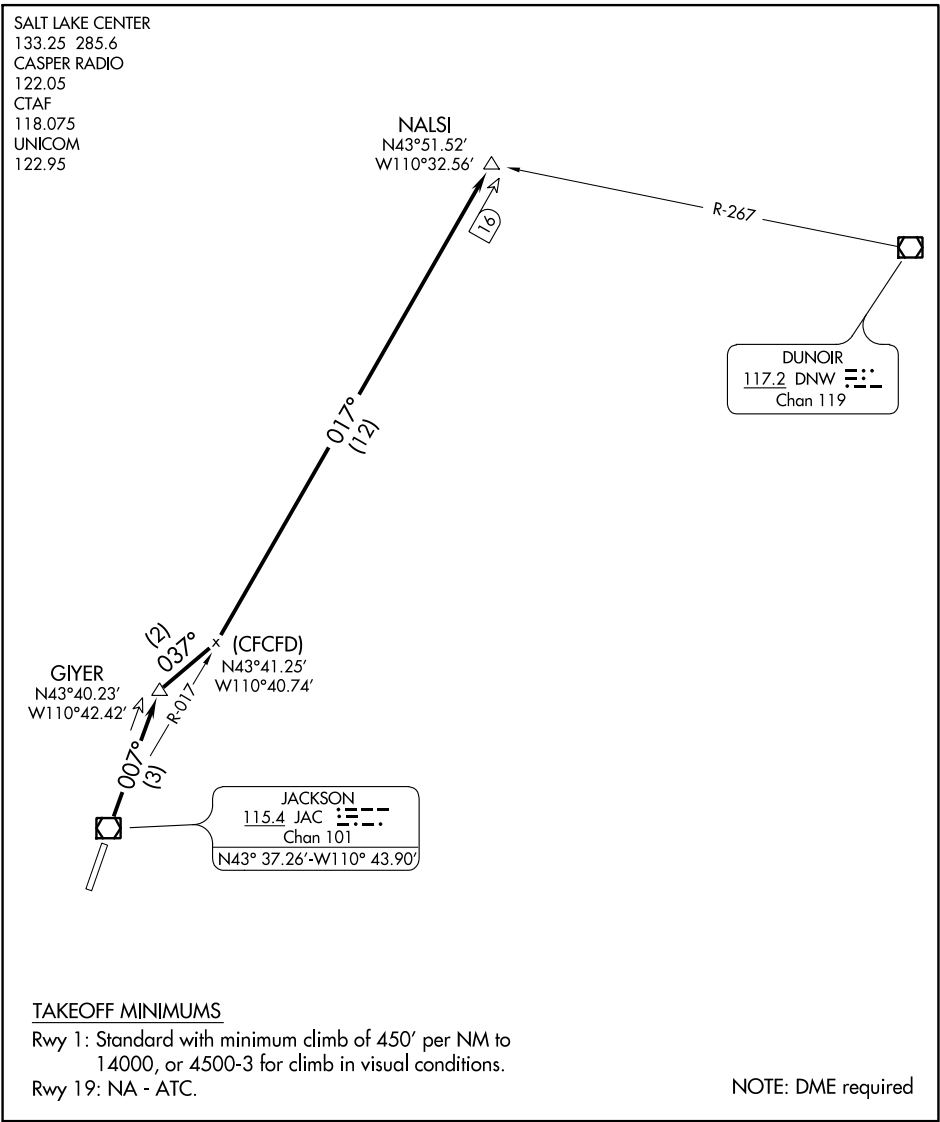 SALT LAKE CENTER
133.25 285.6
CASPER RADIO
122.05
CTAF
118.075
UNICOM
122.95
NALSI
N43°51.52′
W110°32.56′
16
R-267
DUNOIR
117.2 DNW
Chan 119
017°
(12)
(2)
037°
(CFCFD)
N43°41.25′
W110°40.74′
GIYER
N43°40.23′
W110°42.42′
R-017
007°
(3)
JACKSON
115.4 JAC
Chan 101
N43° 37.26′-W110° 43.90′
TAKEOFF MINIMUMS
Rwy 1: Standard with minimum climb of 450′ per NM to
14000, or 4500-3 for climb in visual conditions.
Rwy 19: NA - ATC.
NOTE: DME required